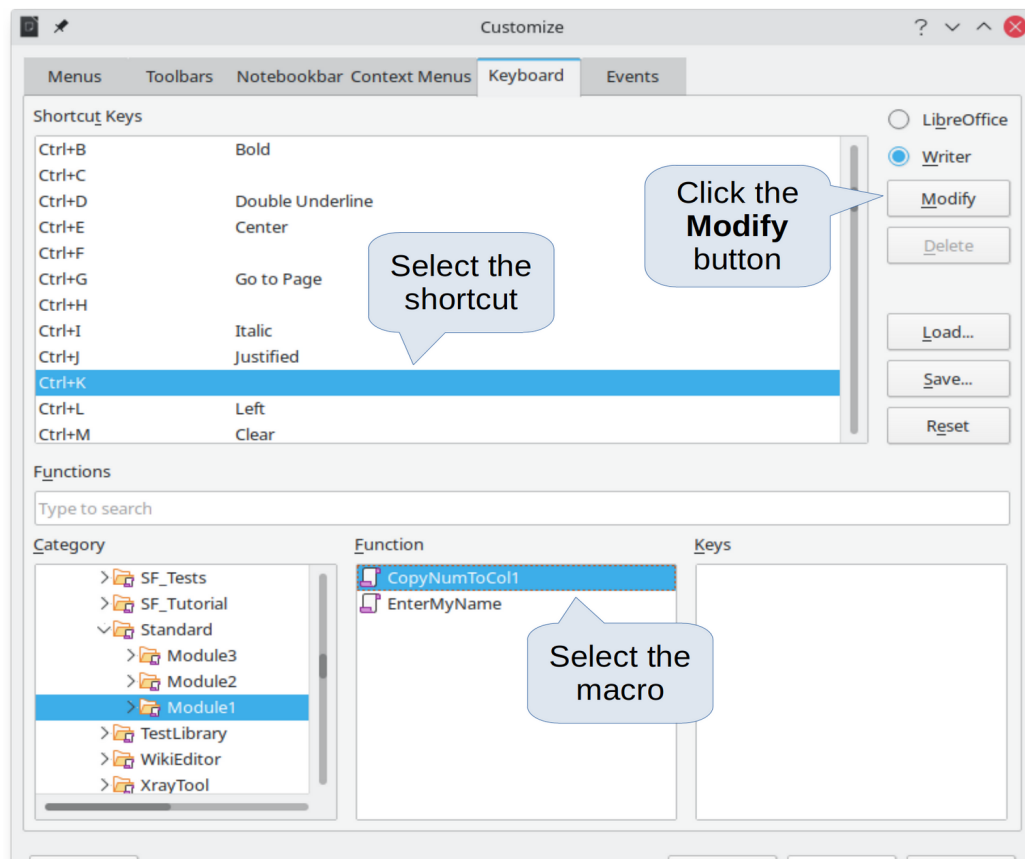 Customize
?
Menus Toolbars Notebookbar Context Menus Keyboard Events
Shortcut Keys
LibreOffice
Writer
Ctrl+B Bold
Ctrl+C
Ctrl+D Double Underline
Ctrl+E Center
Ctrl+F
Ctrl+G Go to Page
Ctrl+H
Ctrl+I Italic
Ctrl+J Justified
Ctrl+K
Ctrl+L Left
Ctrl+M Clear
Select the
shortcut
Click the
Modify
button
Modify
Delete
Load...
Save...
Reset
Functions
Type to search
Category
SF_Tests
SF_Tutorial
Standard
Module3
Module2
Module1
TestLibrary
WikiEditor
XrayTool
Function
CopyNumToCol1
EnterMyName
Select the
macro
Keys